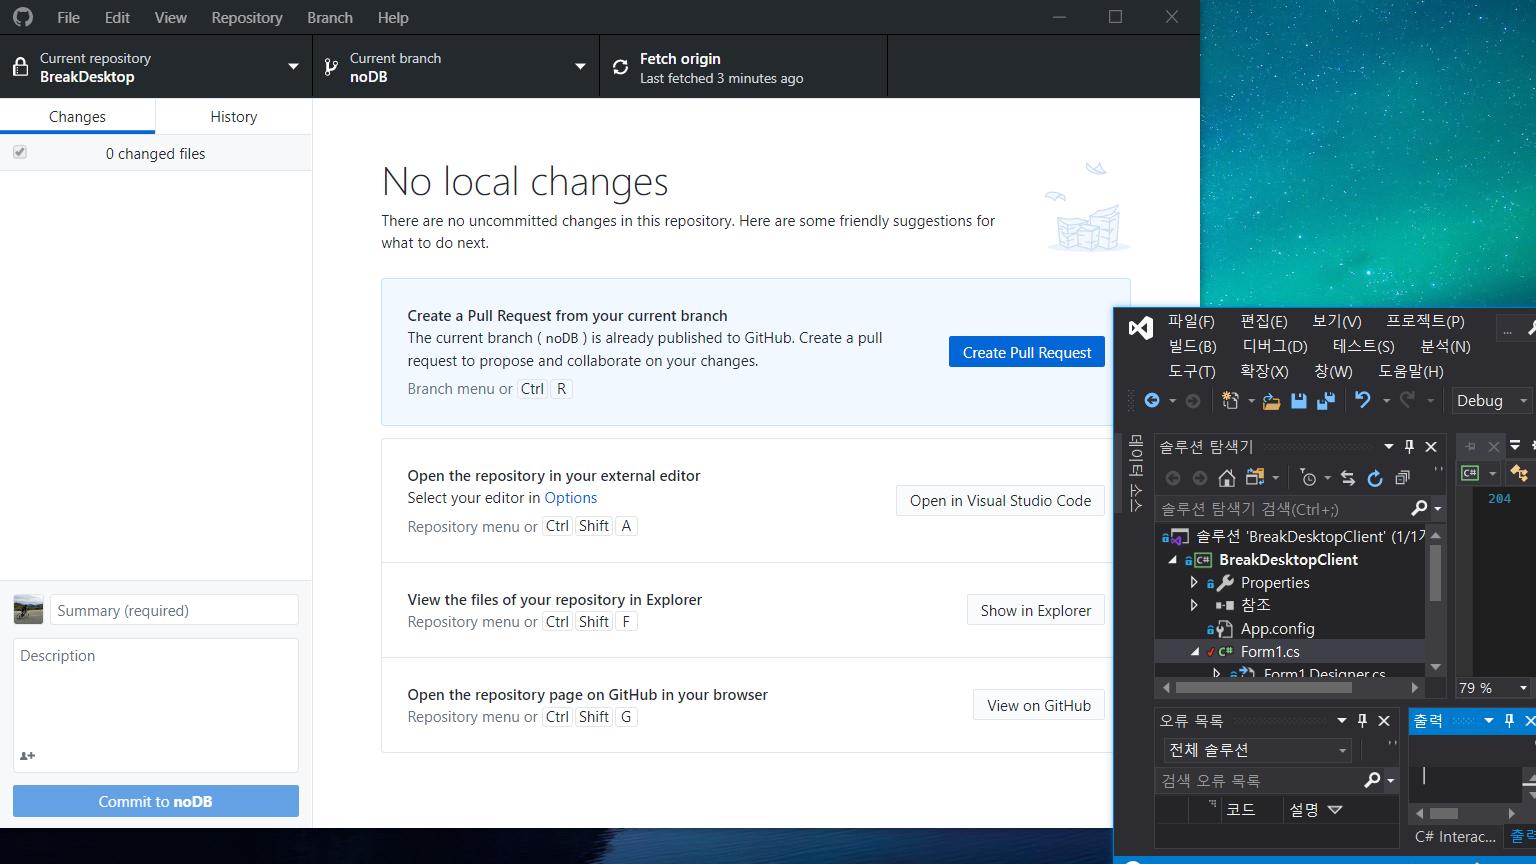 File Edit View Repository Branch Help
Current repository
BreakDesktop
Current branch
noDB
Fetch origin
Last fetched 3 minutes ago
Changes
History
0 changed files
No local changes
There are no uncommitted changes in this repository. Here are some friendly suggestions for
what to do next.
Create a Pull Request from your current branch
The current branch ( noDB ) is already published to GitHub. Create a pull
request to propose and collaborate on your changes.
Branch menu or Ctrl R
Create Pull Request
Open the repository in your external editor
Select your editor in Options
Repository menu or Ctrl Shift A
Open in Visual Studio Code
View the files of your repository in Explorer
Repository menu or Ctrl Shift F
Show in Explorer
Open the repository page on GitHub in your browser
Repository menu or Ctrl Shift G
View on GitHub
Summary (required)
Description
Commit to noDB
파일(F) 편집(E) 보기(V) 프로젝트(P)
...
빌드(B) 디버그(D) 테스트(S) 분석(N)
도구(T) 확장(X) 창(W) 도움말(H)
Debug
데이터 소스
솔루션 탐색기
솔루션 탐색기 검색(Ctrl+;)
솔루션 'BreakDesktopClient' (1/1
C# BreakDesktopClient
Properties
참조
App.config
C# Form1.cs
Form1.Designer.cs
C#
204
79 %
오류 목록
전체 솔루션
검색 오류 목록
코드 설명
출력
C# Interac...
출력